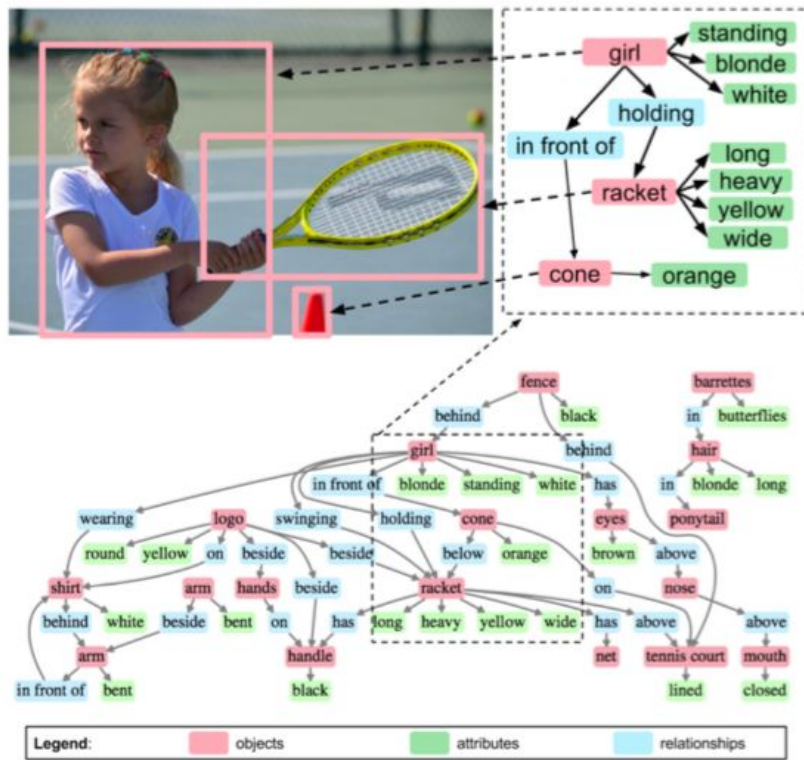 girl
standing
blonde
white
holding
in front of
racket
long
heavy
yellow
wide
cone
orange
fence
barrettes
behind
black
in
butterflies
girl
behind
hair
in front of
blonde
standing
white
has
in
blonde
long
wearing
logo
swinging
holding
cone
eyes
ponytail
round
yellow
on
beside
beside
below
orange
brown
above
shirt
arm
hands
beside
racket
on
nose
behind
white
beside
bent
on
has
long
heavy
yellow
wide
has
above
above
arm
handle
net
tennis court
mouth
in front of
bent
black
lined
closed
Legend: objects attributes relationships